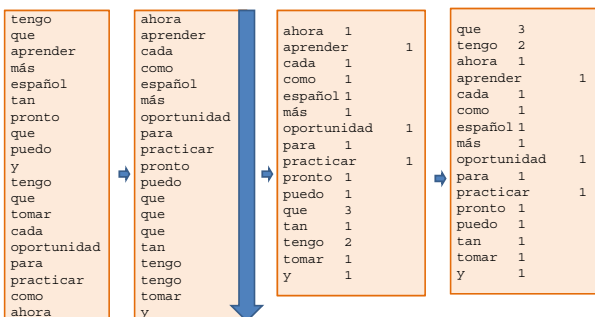 tengo
que
aprender
más
español
tan
pronto
que
puedo
y
tengo
que
tomar
cada
oportunidad
para
practicar
como
ahora
ahora
aprender
cada
como
español
más
oportunidad
para
practicar
pronto
puedo
que
que
que
tan
tengo
tengo
tomar
y
ahora 1
aprender 1
cada 1
como 1
español 1
más 1
oportunidad 1
para 1
practicar 1
pronto 1
puedo 1
que 3
tan 1
tengo 2
tomar 1
y 1
que 3
tengo 2
ahora 1
aprender 1
cada 1
como 1
español 1
más 1
oportunidad 1
para 1
practicar 1
pronto 1
puedo 1
tan 1
tomar 1
y 1